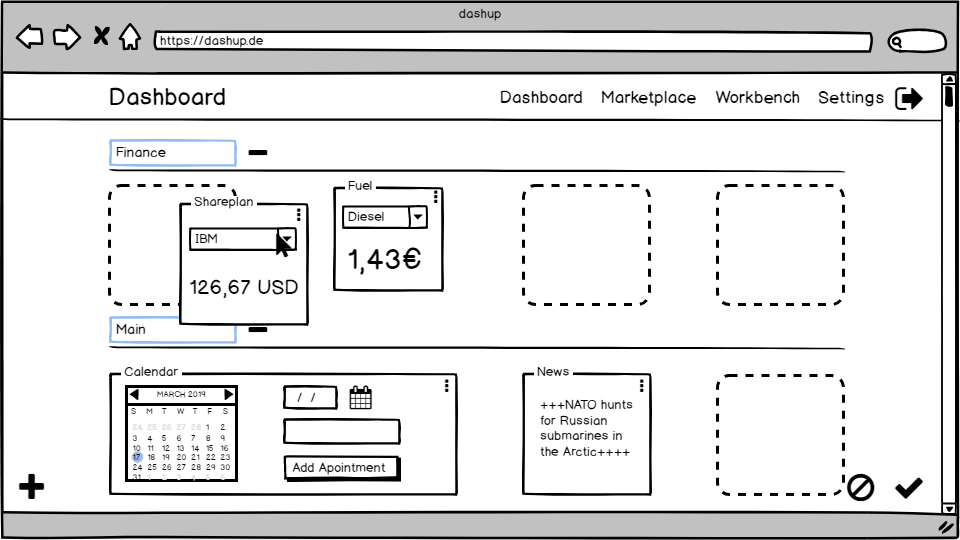 dashup
https://dashup.de
Dashboard
Dashboard Marketplace Workbench Settings
Finance
Shareplan
IBM
126,67 USD
Fuel
Diesel
1,43€
Main
Calendar
MARCH 2019
S M T W T F S
24 25 26 27 28 1 2
3 4 5 6 7 8 9
10 11 12 13 14 15 16
17 18 19 20 21 22 23
24 25 26 27 28 29 30
31
/ /
Add Apointment
News
+++NATO hunts
for Russian
submarines in
the Arctic++++